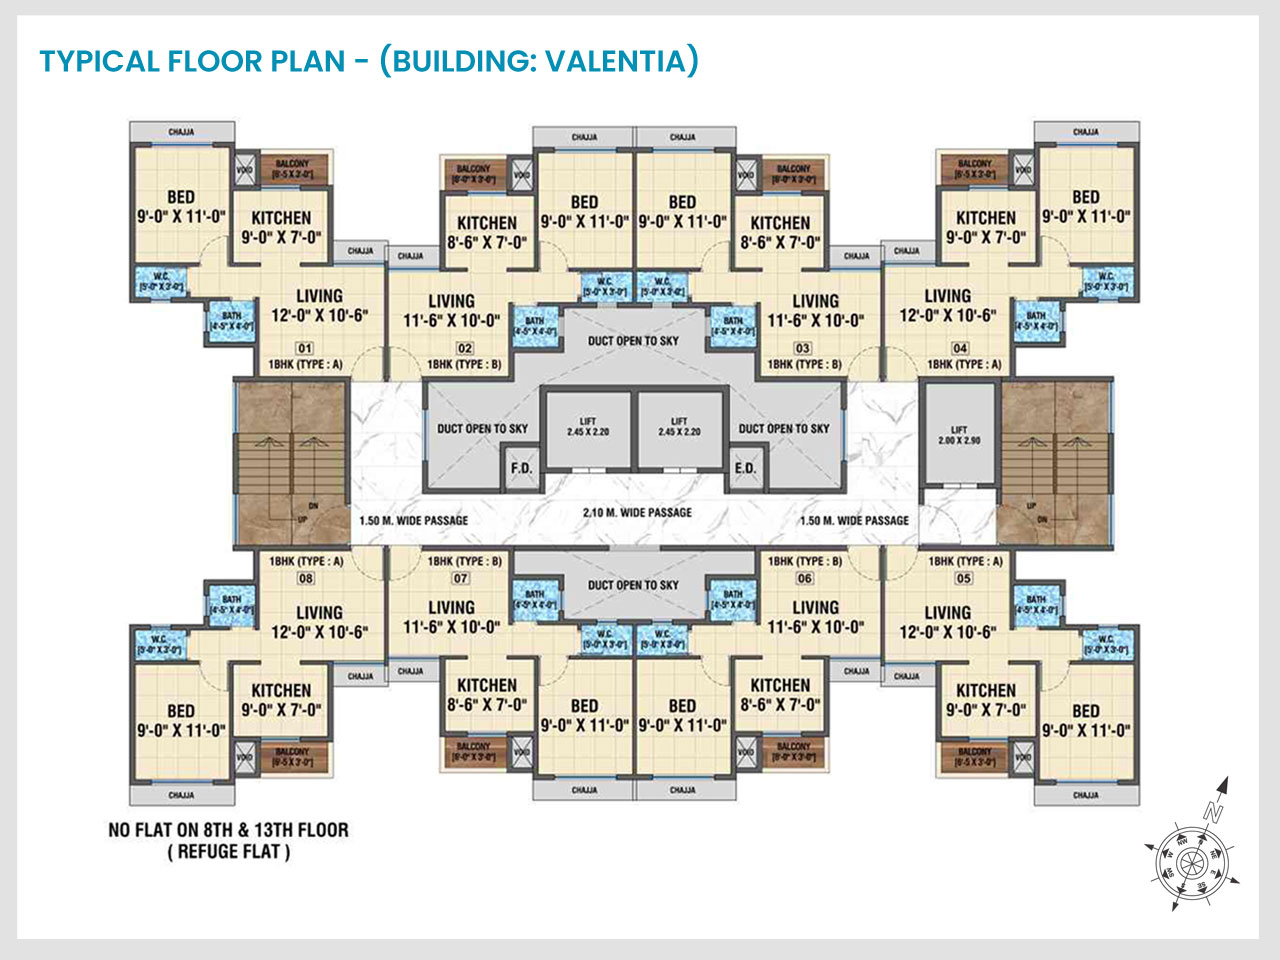 TYPICAL FLOOR PLAN - (BUILDING: VALENTIA)
CHAJJA
CHAJJA
CHAJJA
CHAJJA
BED
9'-0" X 11'-0"
VOID
BALCONY
[6'-5 X 3'-0"]
KITCHEN
9'-0" X 7'-0"
CHAJJA
W.C.
[5'-0" X 3'-0"]
BATH
[4'-5" X 4'-0"]
LIVING
12'-0" X 10'-6"
01
1BHK (TYPE : A)
BALCONY
[6'-0" X 3'-0"]
VOID
KITCHEN
8'-6" X 7'-0"
BED
9'-0" X 11'-0"
CHAJJA
LIVING
11'-6" X 10'-0"
W.C.
[5'-0" X 3'-0"]
BATH
[4'-5" X 4'-0"]
02
1BHK (TYPE : B)
BED
9'-0" X 11'-0"
VOID
BALCONY
[6'-0" X 3'-0"]
KITCHEN
8'-6" X 7'-0"
CHAJJA
W.C.
[5'-0" X 3'-0"]
BATH
[4'-5" X 4'-0"]
LIVING
11'-6" X 10'-0"
03
1BHK (TYPE : B)
BALCONY
[6'-5 X 3'-0"]
VOID
BED
9'-0" X 11'-0"
KITCHEN
9'-0" X 7'-0"
CHAJJA
LIVING
12'-0" X 10'-6"
W.C.
[5'-0" X 3'-0"]
BATH
[4'-5" X 4'-0"]
04
1BHK (TYPE : A)
DUCT OPEN TO SKY
DUCT OPEN TO SKY
LIFT
2.45 X 2.20
LIFT
2.45 X 2.20
DUCT OPEN TO SKY
LIFT
2.00 X 2.90
F.D.
E.D.
DN
UP
1.50 M. WIDE PASSAGE
2.10 M. WIDE PASSAGE
1.50 M. WIDE PASSAGE
UP
DN
1BHK (TYPE : A)
08
BATH
[4'-5" X 4'-0"]
LIVING
12'-0" X 10'-6"
W.C.
[5'-0" X 3'-0"]
CHAJJA
KITCHEN
9'-0" X 7'-0"
BED
9'-0" X 11'-0"
VOID
BALCONY
[6'-5 X 3'-0"]
CHAJJA
1BHK (TYPE : B)
07
LIVING
11'-6" X 10'-0"
BATH
[4'-5" X 4'-0"]
W.C.
[5'-0" X 3'-0"]
CHAJJA
KITCHEN
8'-6" X 7'-0"
BED
9'-0" X 11'-0"
BALCONY
[6'-0" X 3'-0"]
VOID
CHAJJA
DUCT OPEN TO SKY
1BHK (TYPE : B)
06
BATH
[4'-5" X 4'-0"]
LIVING
11'-6" X 10'-0"
W.C.
[5'-0" X 3'-0"]
CHAJJA
KITCHEN
8'-6" X 7'-0"
BED
9'-0" X 11'-0"
VOID
BALCONY
[6'-0" X 3'-0"]
CHAJJA
1BHK (TYPE : A)
05
LIVING
12'-0" X 10'-6"
BATH
[4'-5" X 4'-0"]
W.C.
[5'-0" X 3'-0"]
CHAJJA
KITCHEN
9'-0" X 7'-0"
BED
9'-0" X 11'-0"
BALCONY
[6'-5 X 3'-0"]
VOID
CHAJJA
NO FLAT ON 8TH & 13TH FLOOR
( REFUGE FLAT )
N
NW
NE
W
E
SW
SE
S